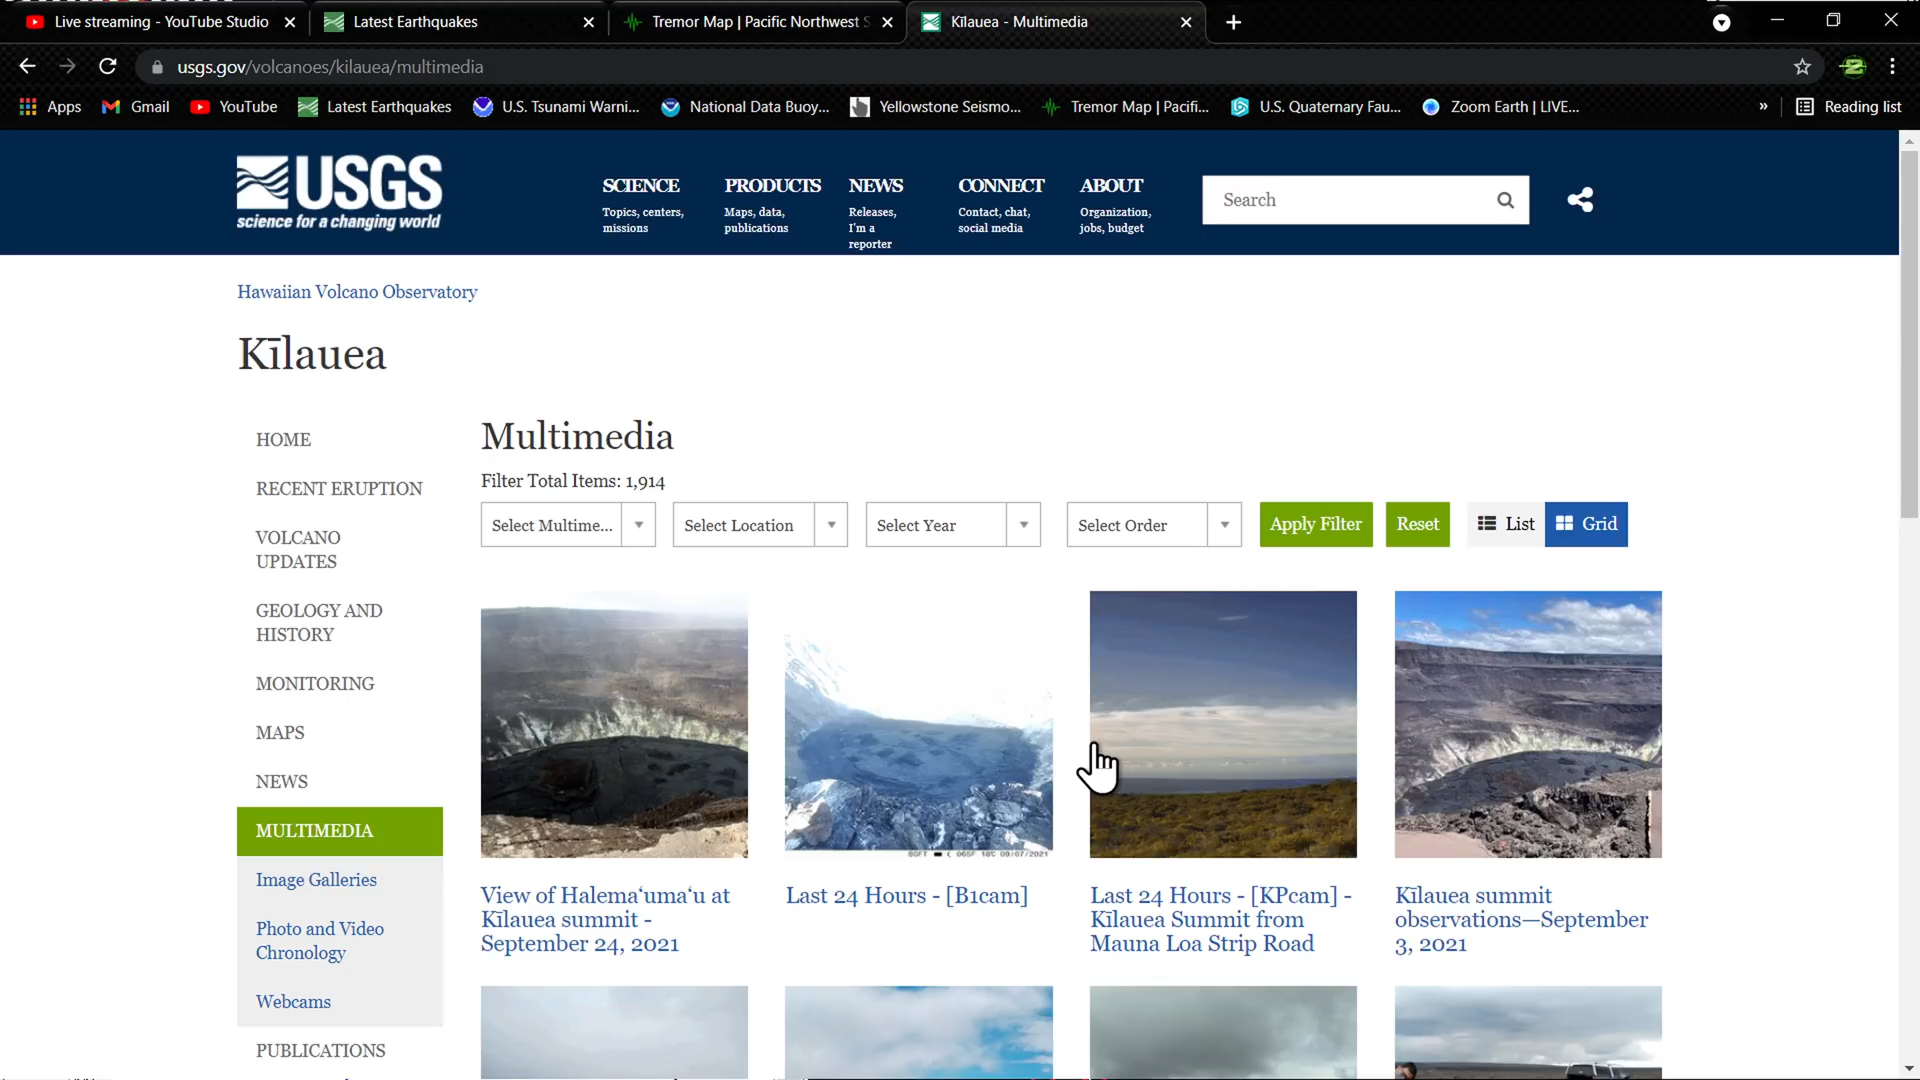 Live streaming - YouTube Studio
Latest Earthquakes
Tremor Map | Pacific Northwest S
Kīlauea - Multimedia
usgs.gov/volcanoes/kilauea/multimedia
Apps
Gmail
YouTube
Latest Earthquakes
U.S. Tsunami Warni...
National Data Buoy...
Yellowstone Seismo...
Tremor Map | Pacifi...
U.S. Quaternary Fau...
Zoom Earth | LIVE...
»
Reading list
USGS
science for a changing world
SCIENCE
Topics, centers,
missions
PRODUCTS
Maps, data,
publications
NEWS
Releases,
I'm a
reporter
CONNECT
Contact, chat,
social media
ABOUT
Organization,
jobs, budget
Search
Hawaiian Volcano Observatory
Kīlauea
HOME
RECENT ERUPTION
VOLCANO
UPDATES
GEOLOGY AND
HISTORY
MONITORING
MAPS
NEWS
MULTIMEDIA
Image Galleries
Photo and Video
Chronology
Webcams
PUBLICATIONS
Multimedia
Filter Total Items: 1,914
Select Multime...
Select Location
Select Year
Select Order
Apply Filter
Reset
List
Grid
View of Halemaʻumaʻu at
Kīlauea summit -
September 24, 2021
Last 24 Hours - [B1cam]
Last 24 Hours - [KPcam] -
Kīlauea Summit from
Mauna Loa Strip Road
Kīlauea summit
observations—September
3, 2021